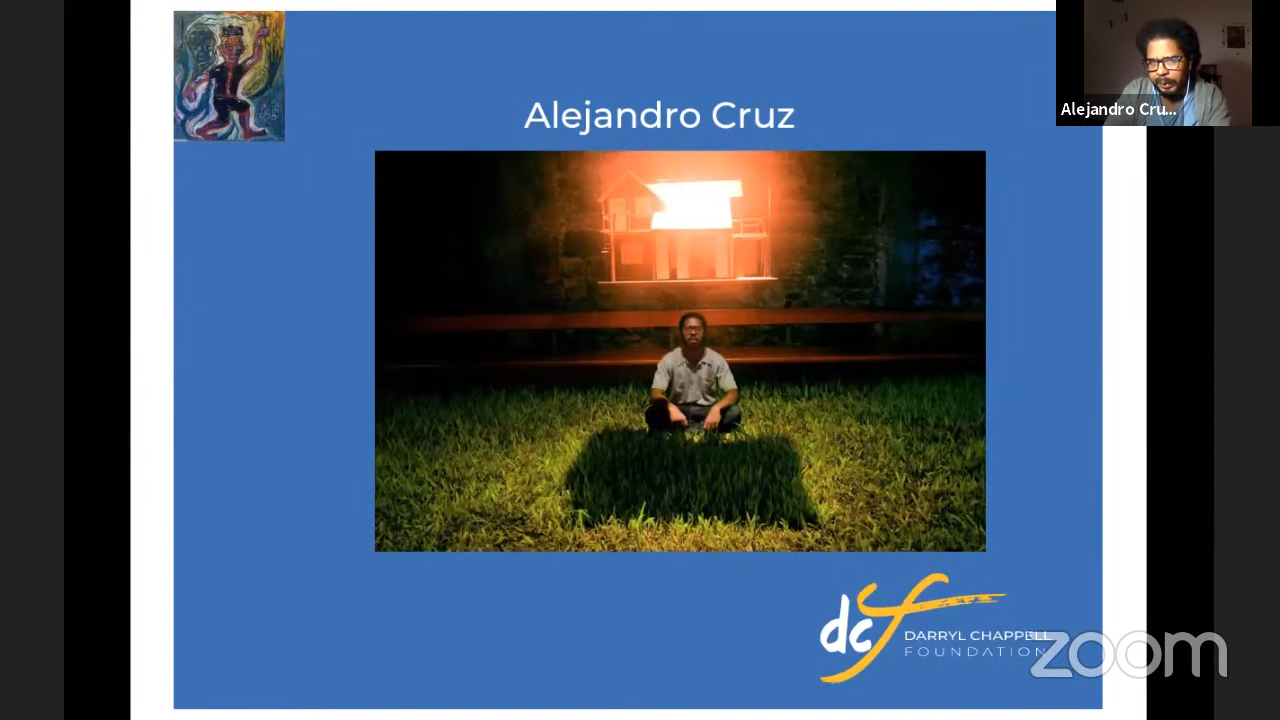 Alejandro Cruz
Alejandro Cru...
dcf
DARRYL CHAPPELL
FOUNDATION
zoom